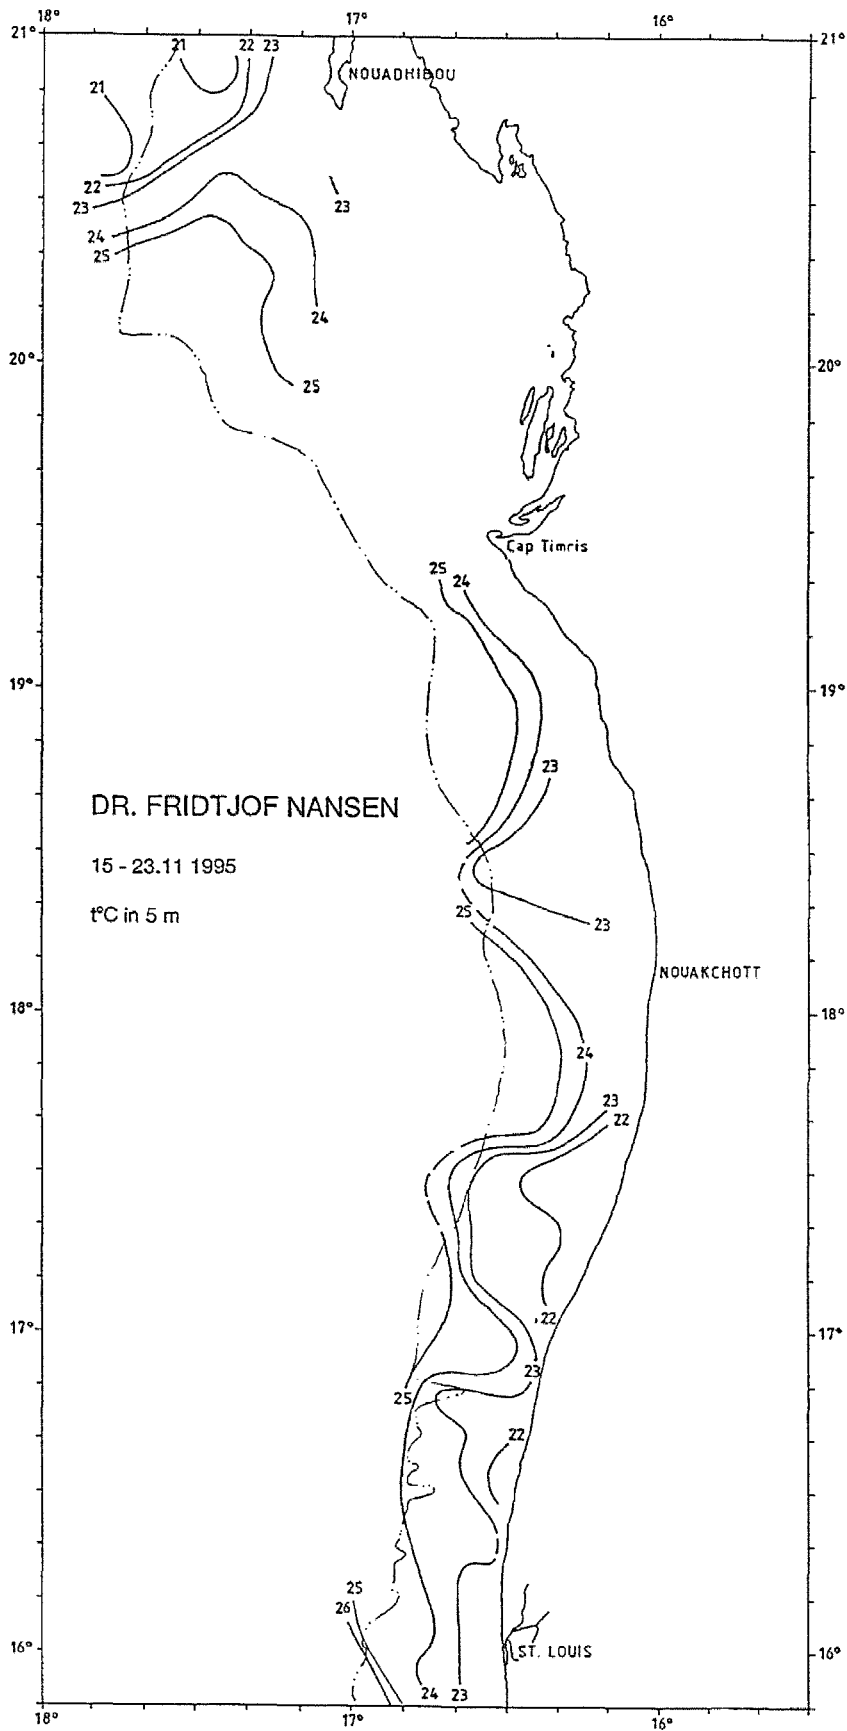 18° 17° 16°
21° 21°
21 22 23
NOUADHIBOU
21
22
23 23
24
25
24
20° 20°
25
Cap Timris
25 24
19° 19°
23
DR. FRIDTJOF NANSEN
15 - 23.11 1995
t°C in 5 m
25
23
NOUAKCHOTT
18° 18°
24
23
22
22
17° 17°
23
25
22
25
26
16° 16°
ST. LOUIS
24 23
18° 17° 16°